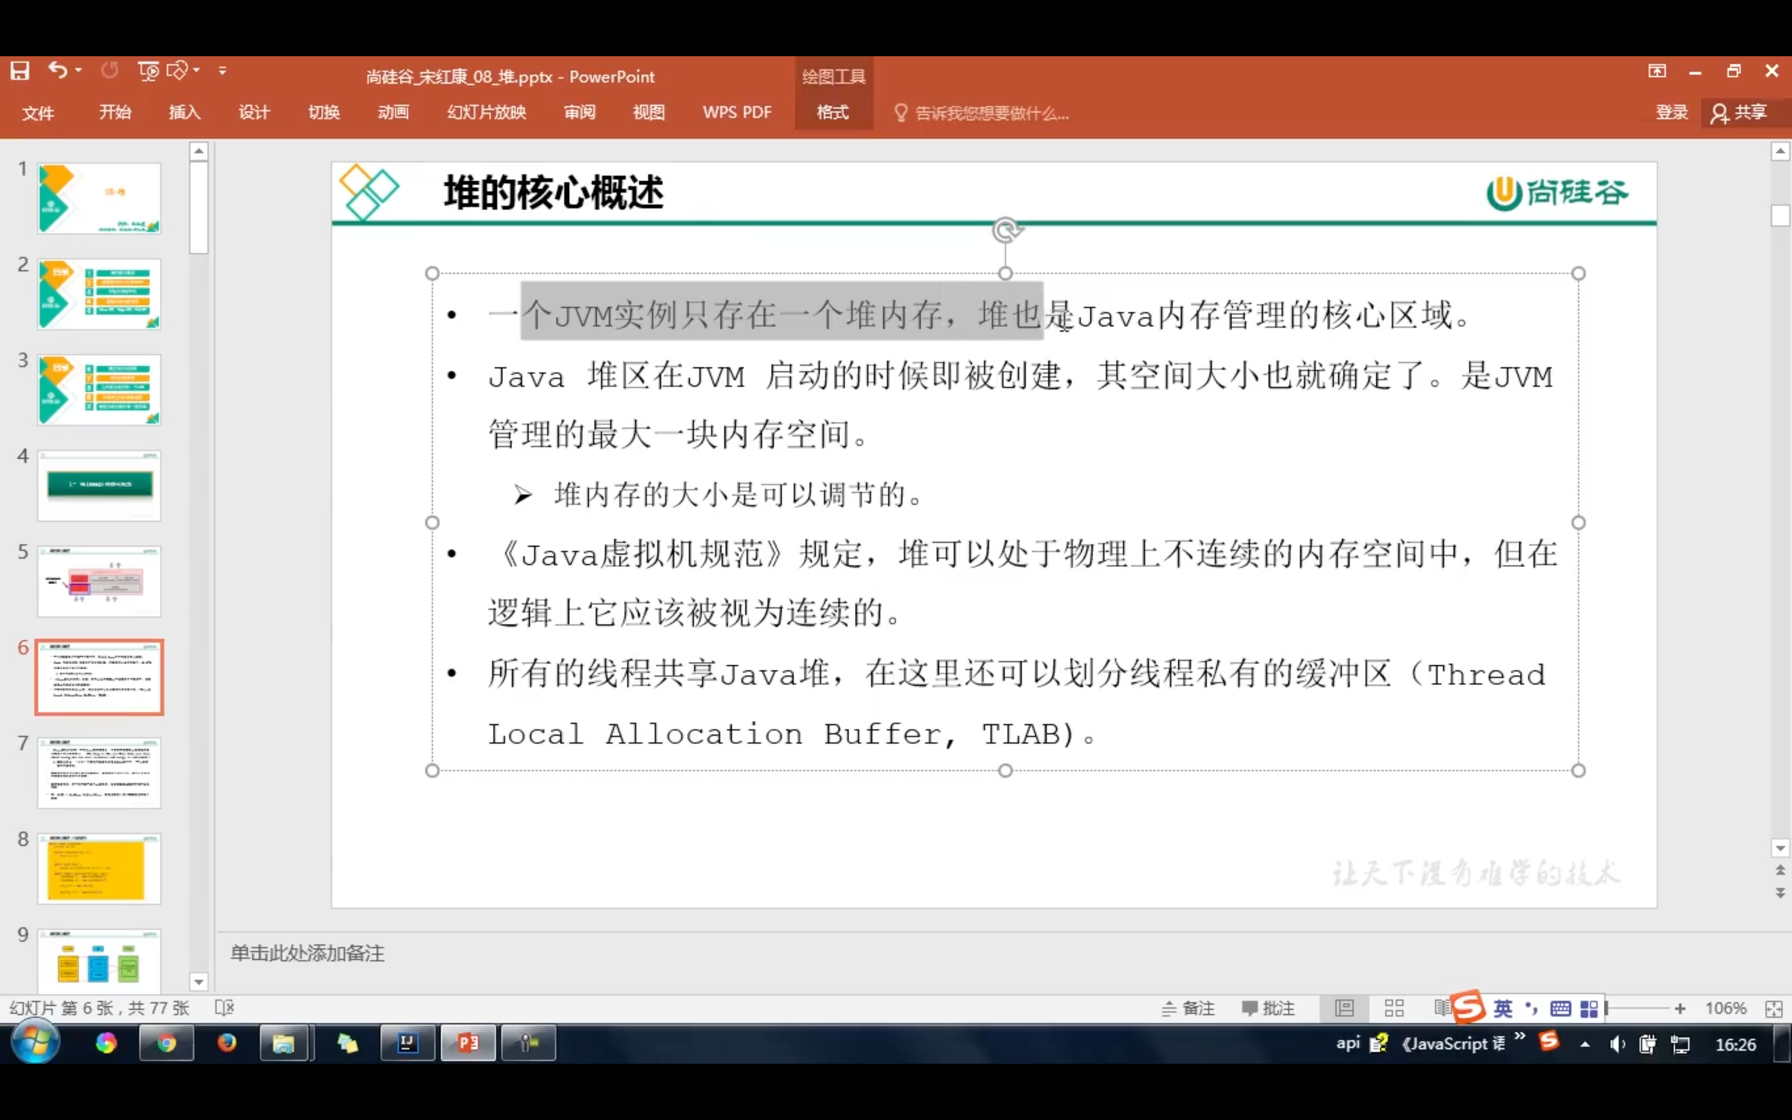 尚硅谷_宋红康_08_堆.pptx - PowerPoint
绘图工具
文件 开始 插入 设计 切换 动画 幻灯片放映 审阅 视图 WPS PDF 格式 告诉我您想要做什么... 登录 共享
1
2
3
4
5
6
7
8
9
堆的核心概述
尚硅谷
• 一个JVM实例只存在一个堆内存，堆也是Java内存管理的核心区域。
• Java 堆区在JVM 启动的时候即被创建，其空间大小也就确定了。是JVM
管理的最大一块内存空间。
➢ 堆内存的大小是可以调节的。
• 《Java虚拟机规范》规定，堆可以处于物理上不连续的内存空间中，但在
逻辑上它应该被视为连续的。
• 所有的线程共享Java堆，在这里还可以划分线程私有的缓冲区（Thread
Local Allocation Buffer, TLAB)。
让天下没有难学的技术
单击此处添加备注
幻灯片 第 6 张，共 77 张 备注 批注 英 106%
api 《JavaScript 语 » 16:26